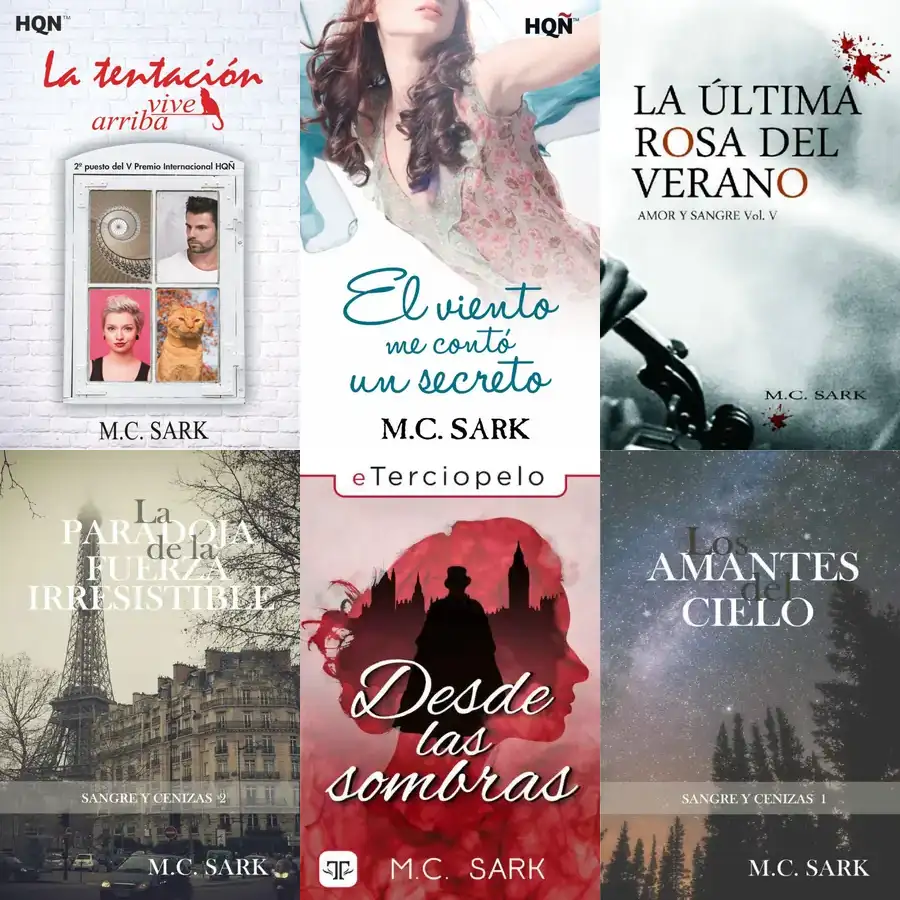 HQÑ™
La tentación
vive
arriba
2º puesto del V Premio Internacional HQÑ
M.C. SARK
HQÑ™
El viento
me contó
un secreto
M.C. SARK
LA ÚLTIMA
ROSA DEL
VERANO
AMOR Y SANGRE Vol. V
M.C. SARK
La
PARADOJA
de la
FUERZA
IRRESISTIBLE
SANGRE Y CENIZAS 2
M.C. SARK
eTerciopelo
Desde
las
sombras
M.C. SARK
Los
AMANTES
del
CIELO
SANGRE Y CENIZAS 1
M.C. SARK